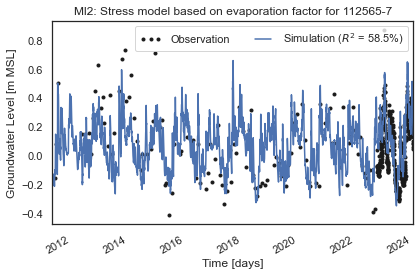 MI2: Stress model based on evaporation factor for 112565-7
Observation
Simulation (R² = 58.5%)
Groundwater Level [m MSL]
0.8
0.6
0.4
0.2
0.0
−0.2
−0.4
2012
2014
2016
2018
2020
2022
2024
Time [days]